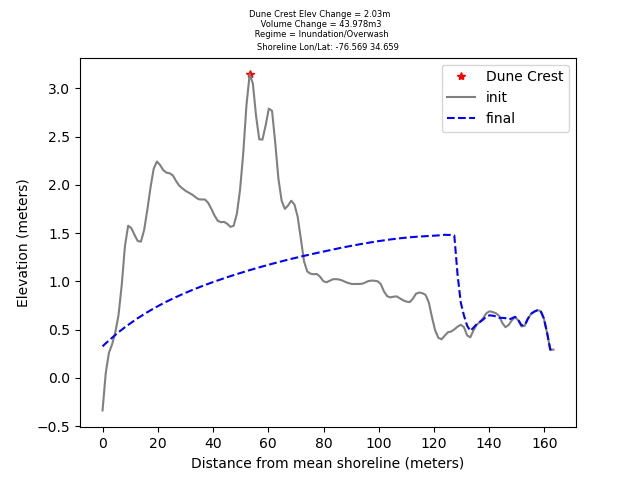 Dune Crest Elev Change = 2.03m
Volume Change = 43.978m3
Regime = Inundation/Overwash
Shoreline Lon/Lat: -76.569 34.659
Dune Crest
init
final
3.0
2.5
2.0
1.5
1.0
0.5
0.0
−0.5
Elevation (meters)
0 20 40 60 80 100 120 140 160
Distance from mean shoreline (meters)